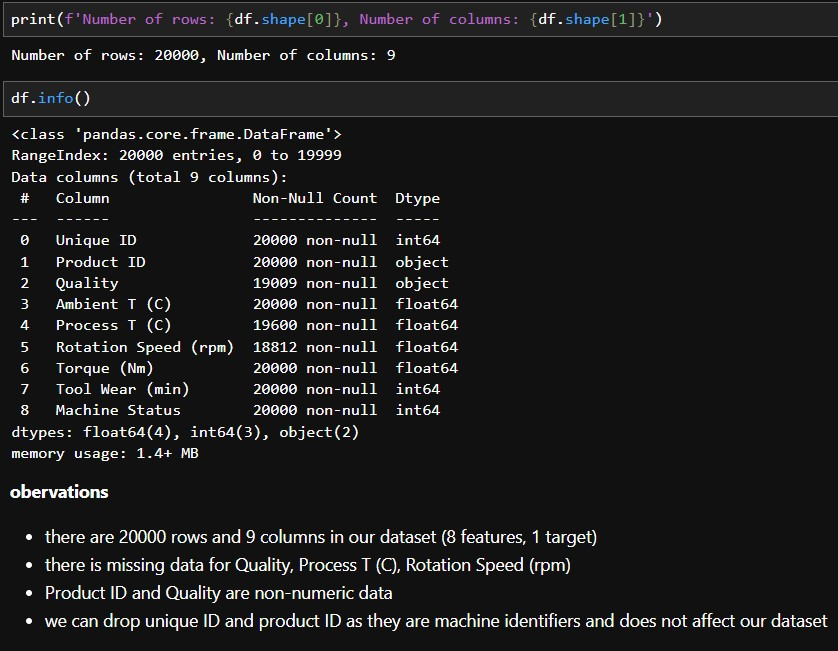 print(f'Number of rows: {df.shape[0]}, Number of columns: {df.shape[1]}')
Number of rows: 20000, Number of columns: 9
df.info()
<class 'pandas.core.frame.DataFrame'>
RangeIndex: 20000 entries, 0 to 19999
Data columns (total 9 columns):
 #   Column                Non-Null Count  Dtype
---  ------                --------------  -----
 0   Unique ID             20000 non-null  int64
 1   Product ID            20000 non-null  object
 2   Quality               19009 non-null  object
 3   Ambient T (C)         20000 non-null  float64
 4   Process T (C)         19600 non-null  float64
 5   Rotation Speed (rpm)  18812 non-null  float64
 6   Torque (Nm)           20000 non-null  float64
 7   Tool Wear (min)       20000 non-null  int64
 8   Machine Status        20000 non-null  int64
dtypes: float64(4), int64(3), object(2)
memory usage: 1.4+ MB
obervations
• there are 20000 rows and 9 columns in our dataset (8 features, 1 target)
• there is missing data for Quality, Process T (C), Rotation Speed (rpm)
• Product ID and Quality are non-numeric data
• we can drop unique ID and product ID as they are machine identifiers and does not affect our dataset